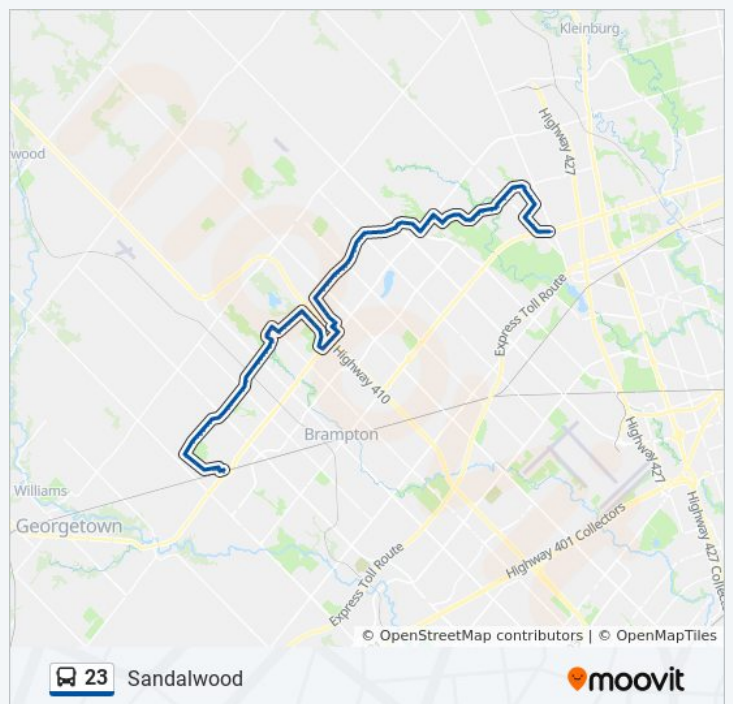 Kleinburg
Highway 427
wood
Express Toll Route
Highway 410
Brampton
Highway 427
Williams
Georgetown
Highway 401 Collectors
Highway 427 Collec
Express Toll Route
© OpenStreetMap contributors | © OpenMapTiles
23 Sandalwood
moovit